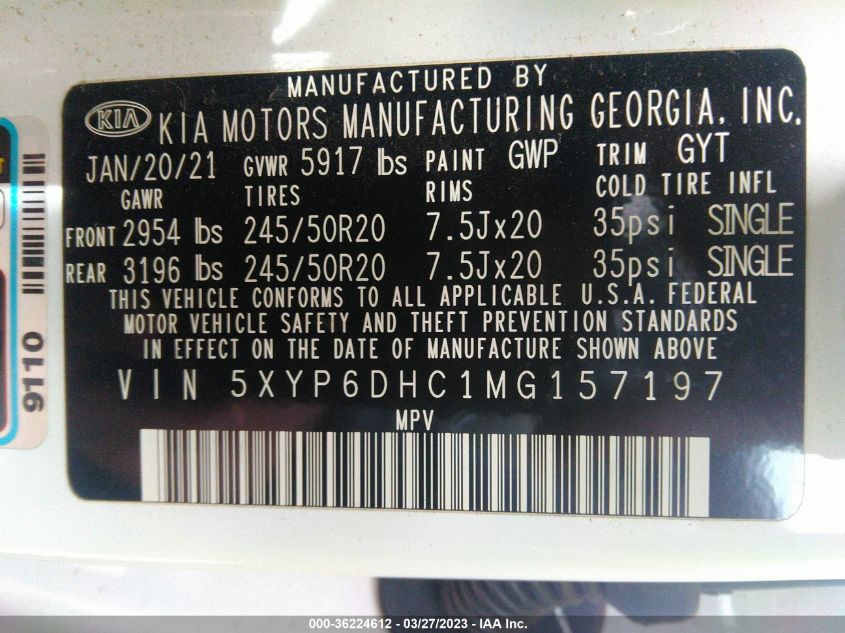 MANUFACTURED BY
KIA KIA MOTORS MANUFACTURING GEORGIA, INC.
JAN/20/21 GVWR 5917 lbs PAINT GWP TRIM GYT
GAWR TIRES RIMS COLD TIRE INFL
FRONT 2954 lbs 245/50R20 7.5Jx20 35psi SINGLE
REAR 3196 lbs 245/50R20 7.5Jx20 35psi SINGLE
THIS VEHICLE CONFORMS TO ALL APPLICABLE U.S.A. FEDERAL
MOTOR VEHICLE SAFETY AND THEFT PREVENTION STANDARDS
IN EFFECT ON THE DATE OF MANUFACTURE SHOWN ABOVE
VIN 5XYP6DHC1MG157197
MPV
9110
000-36224612 - 03/27/2023 - IAA Inc.